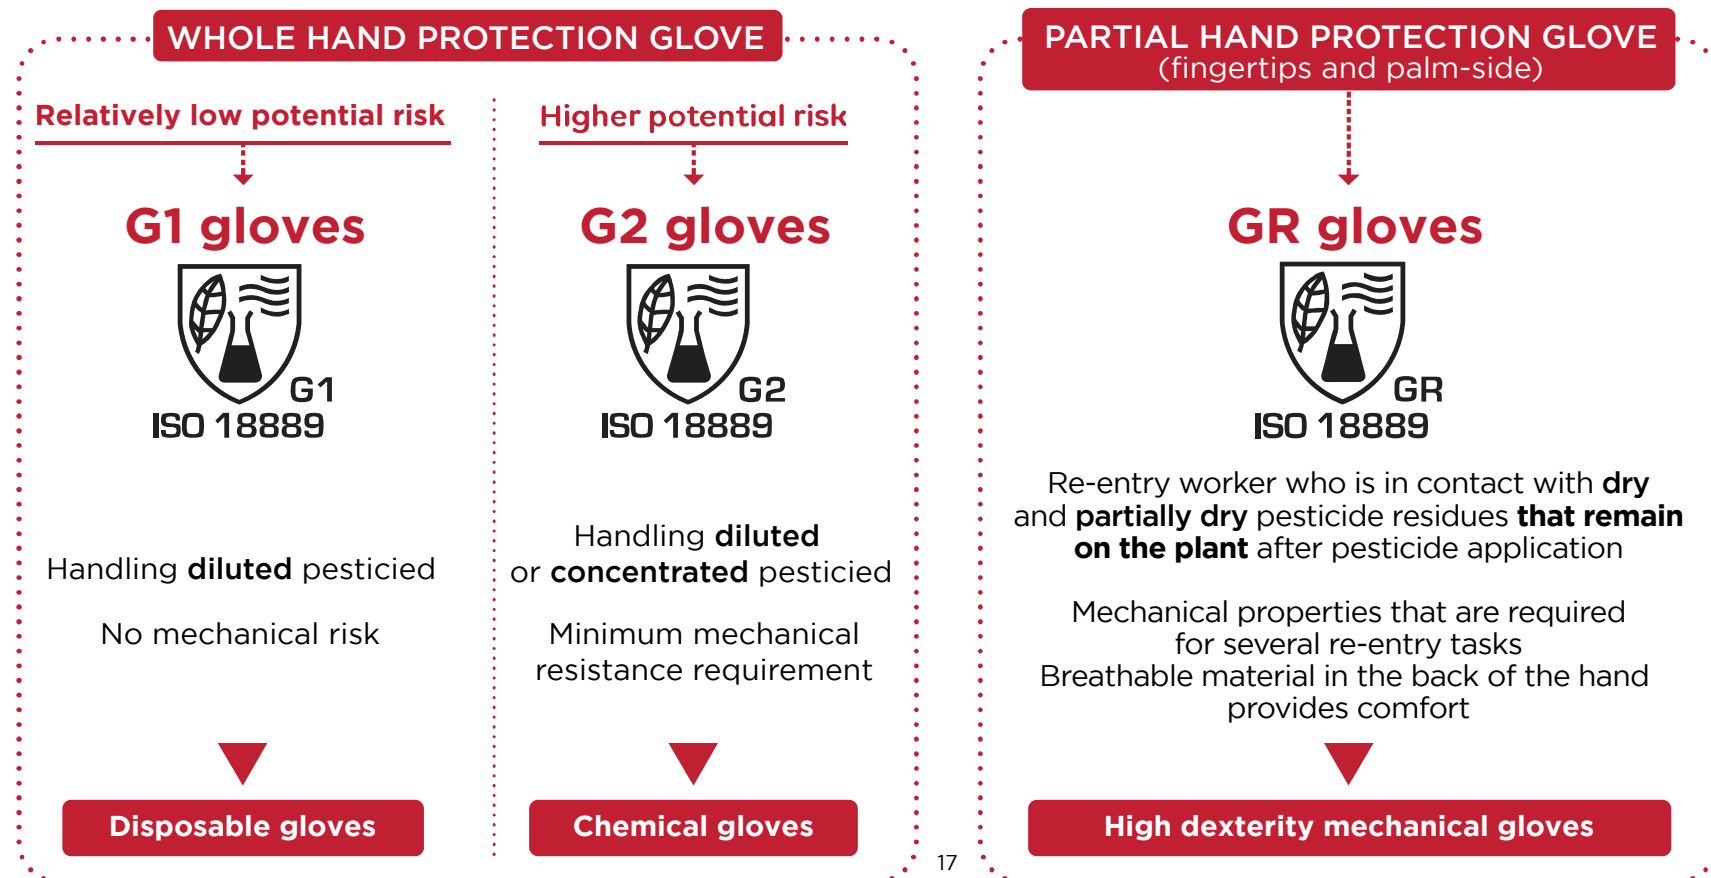 WHOLE HAND PROTECTION GLOVE
Relatively low potential risk
G1 gloves
G1
ISO 18889
Handling diluted pesticied
No mechanical risk
Disposable gloves
Higher potential risk
G2 gloves
G2
ISO 18889
Handling diluted
or concentrated pesticied
Minimum mechanical
resistance requirement
Chemical gloves
PARTIAL HAND PROTECTION GLOVE
(fingertips and palm-side)
GR gloves
GR
ISO 18889
Re-entry worker who is in contact with dry
and partially dry pesticide residues that remain
on the plant after pesticide application
Mechanical properties that are required
for several re-entry tasks
Breathable material in the back of the hand
provides comfort
High dexterity mechanical gloves
17